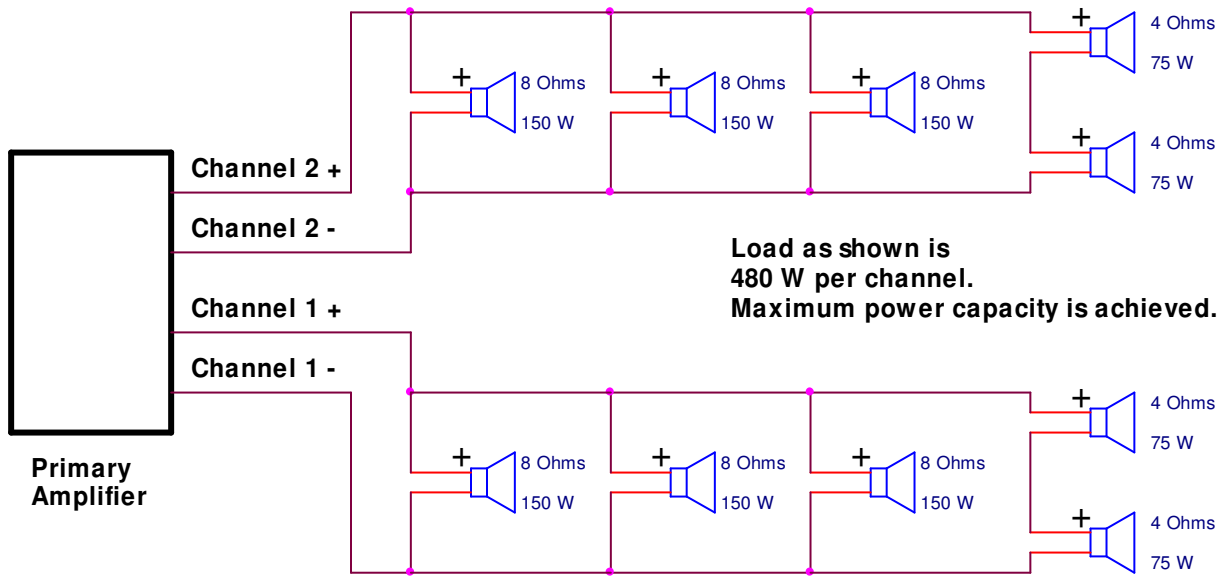 +
4 Ohms
75 W
+
8 Ohms
150 W
+
8 Ohms
150 W
+
8 Ohms
150 W
+
4 Ohms
75 W
Channel 2 +
Channel 2 -
Load as shown is
480 W per channel.
Maximum power capacity is achieved.
Channel 1 +
Channel 1 -
+
4 Ohms
75 W
+
8 Ohms
150 W
+
8 Ohms
150 W
+
8 Ohms
150 W
+
4 Ohms
75 W
Primary
Amplifier